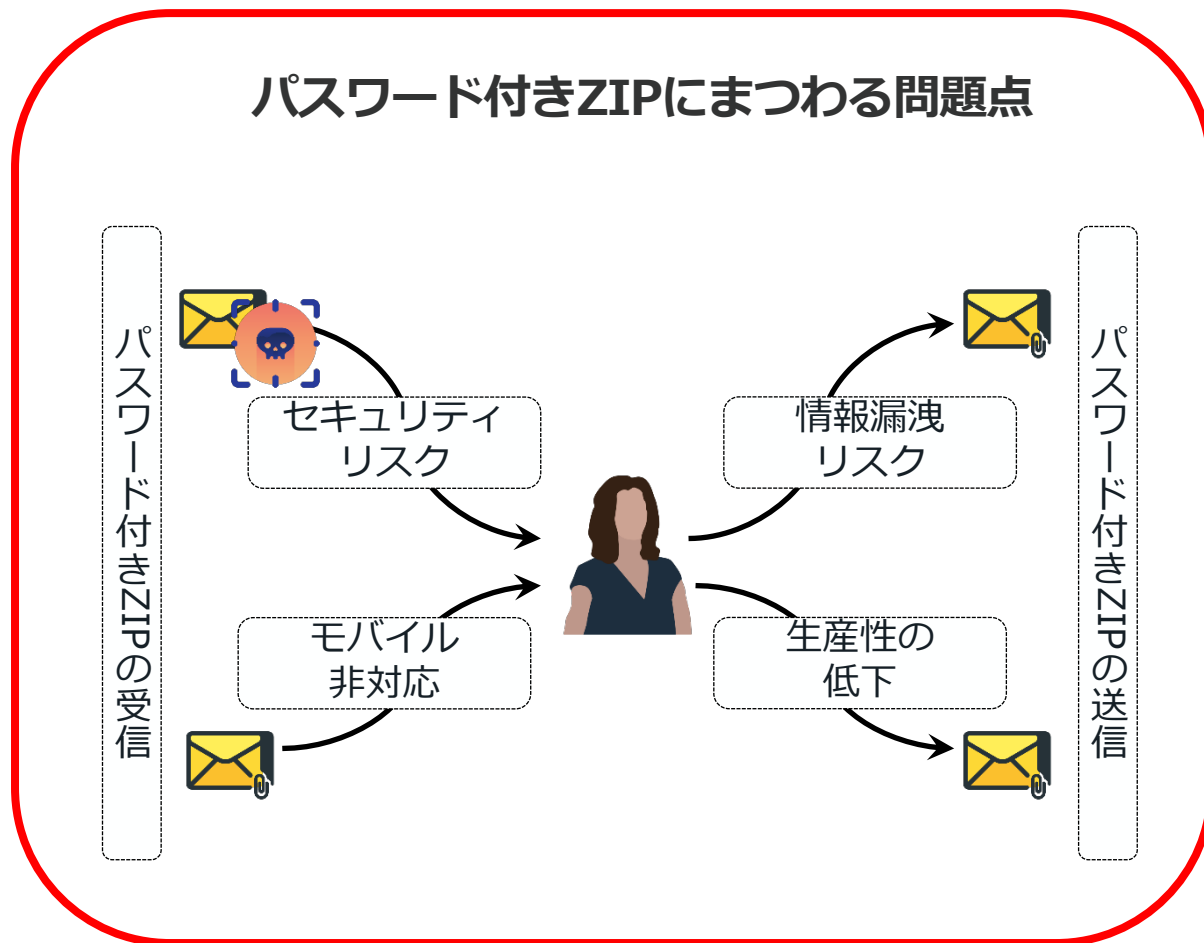 パスワード付きZIPにまつわる問題点
パスワード付きZIPの受信
セキュリティ
リスク
モバイル
非対応
情報漏洩
リスク
生産性の
低下
パスワード付きZIPの送信